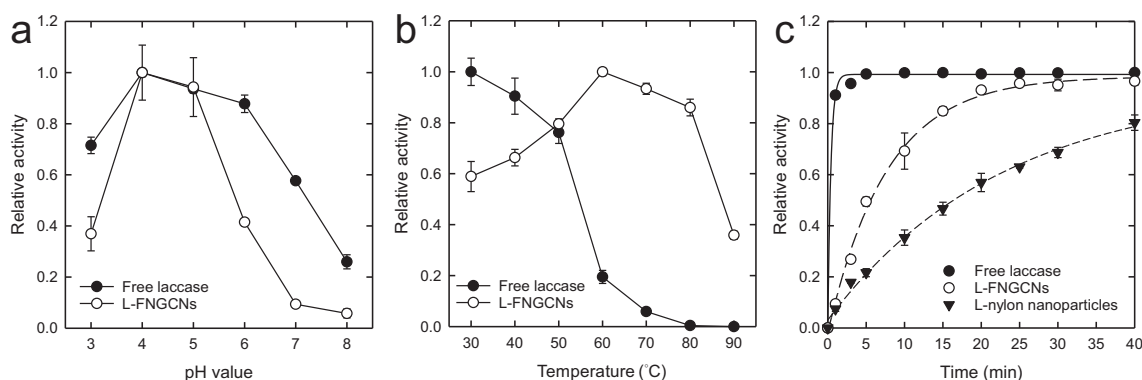 a
1.2
1.0
0.8
0.6
0.4
0.2
0.0
Relative activity
Free laccase
L-FNGCNs
3 4 5 6 7 8
pH value
b
1.2
1.0
0.8
0.6
0.4
0.2
0.0
Relative activity
Free laccase
L-FNGCNs
30 40 50 60 70 80 90
Temperature (°C)
c
1.2
1.0
0.8
0.6
0.4
0.2
0.0
Relative activity
Free laccase
L-FNGCNs
L-nylon nanoparticles
0 5 10 15 20 25 30 35 40
Time (min)